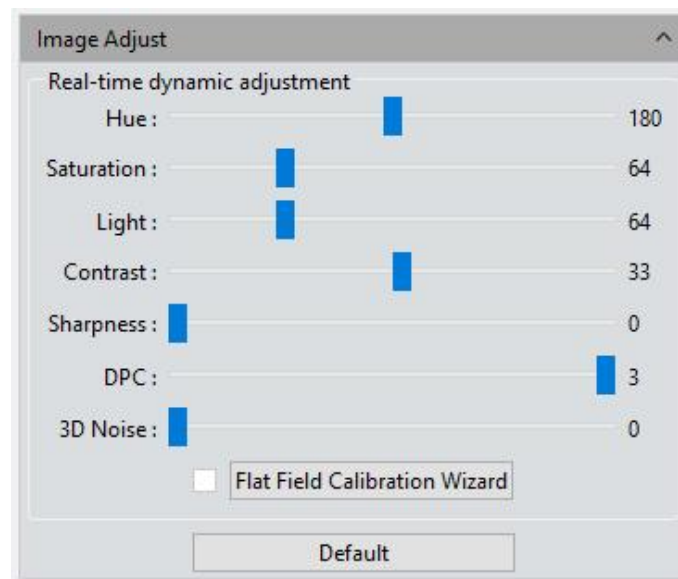 Image Adjust
Real-time dynamic adjustment
Hue : 180
Saturation : 64
Light : 64
Contrast : 33
Sharpness : 0
DPC : 3
3D Noise : 0
Flat Field Calibration Wizard
Default